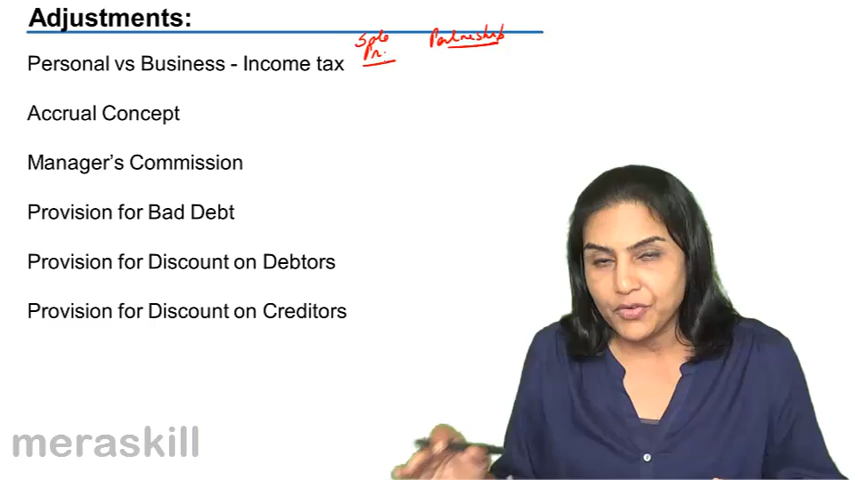 Adjustments:
Personal vs Business - Income tax Sole Pr. Partnership
Accrual Concept
Manager's Commission
Provision for Bad Debt
Provision for Discount on Debtors
Provision for Discount on Creditors
meraskill